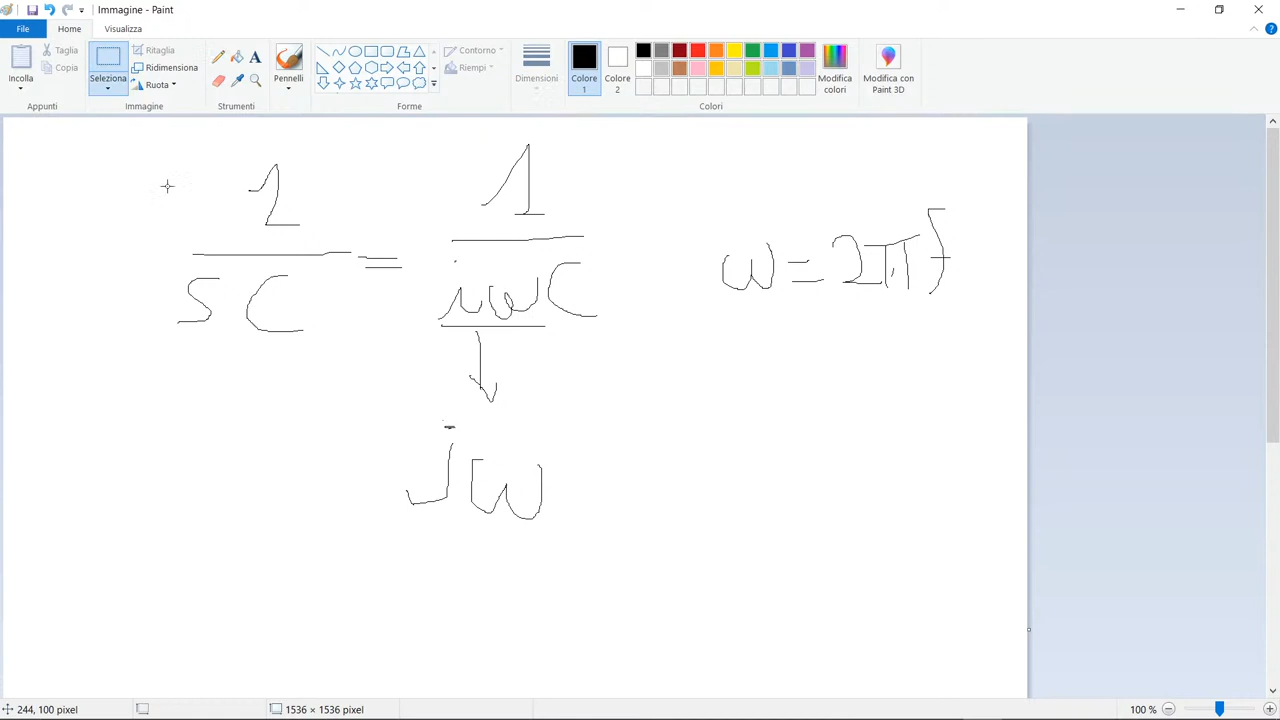 Immagine - Paint
File Home Visualizza
Incolla Taglia Copia Seleziona Ritaglia Ridimensiona Ruota Pennelli Contorno Riempi Dimensioni Colore 1 Colore 2 Modifica colori Modifica con Paint 3D
Appunti Immagine Strumenti Forme Colori
1
sC
=
1
iωC
ω = 2πf
jω
244, 100 pixel 1536 × 1536 pixel 100 %